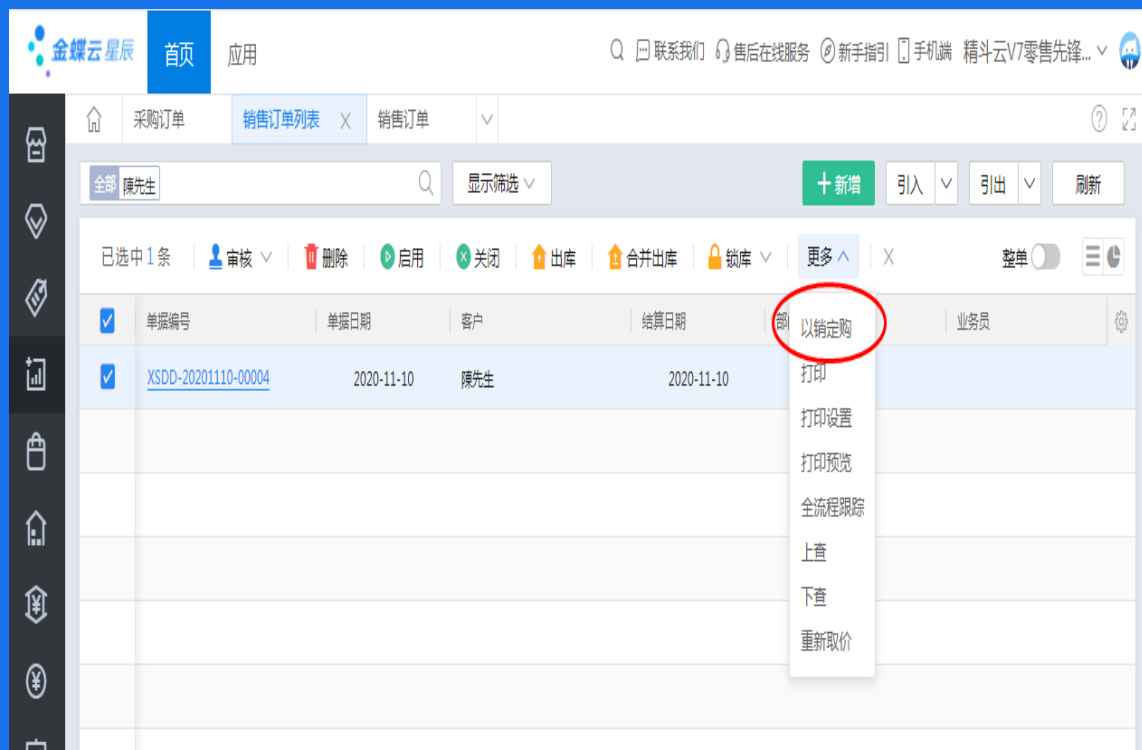 金蝶云星辰 首页 应用 联系我们 售后在线服务 新手指引 手机端 精斗云V7零售先锋...
采购订单 销售订单列表 销售订单
全部 陳先生 显示筛选 新增 引入 引出 刷新
已选中1条 审核 删除 启用 关闭 出库 合并出库 锁库 更多 整单
单据编号 单据日期 客户 结算日期 部 业务员
以销定购
XSDD-20201110-00004 2020-11-10 陳先生 2020-11-10
打印
打印设置
打印预览
全流程跟踪
上查
下查
重新取价